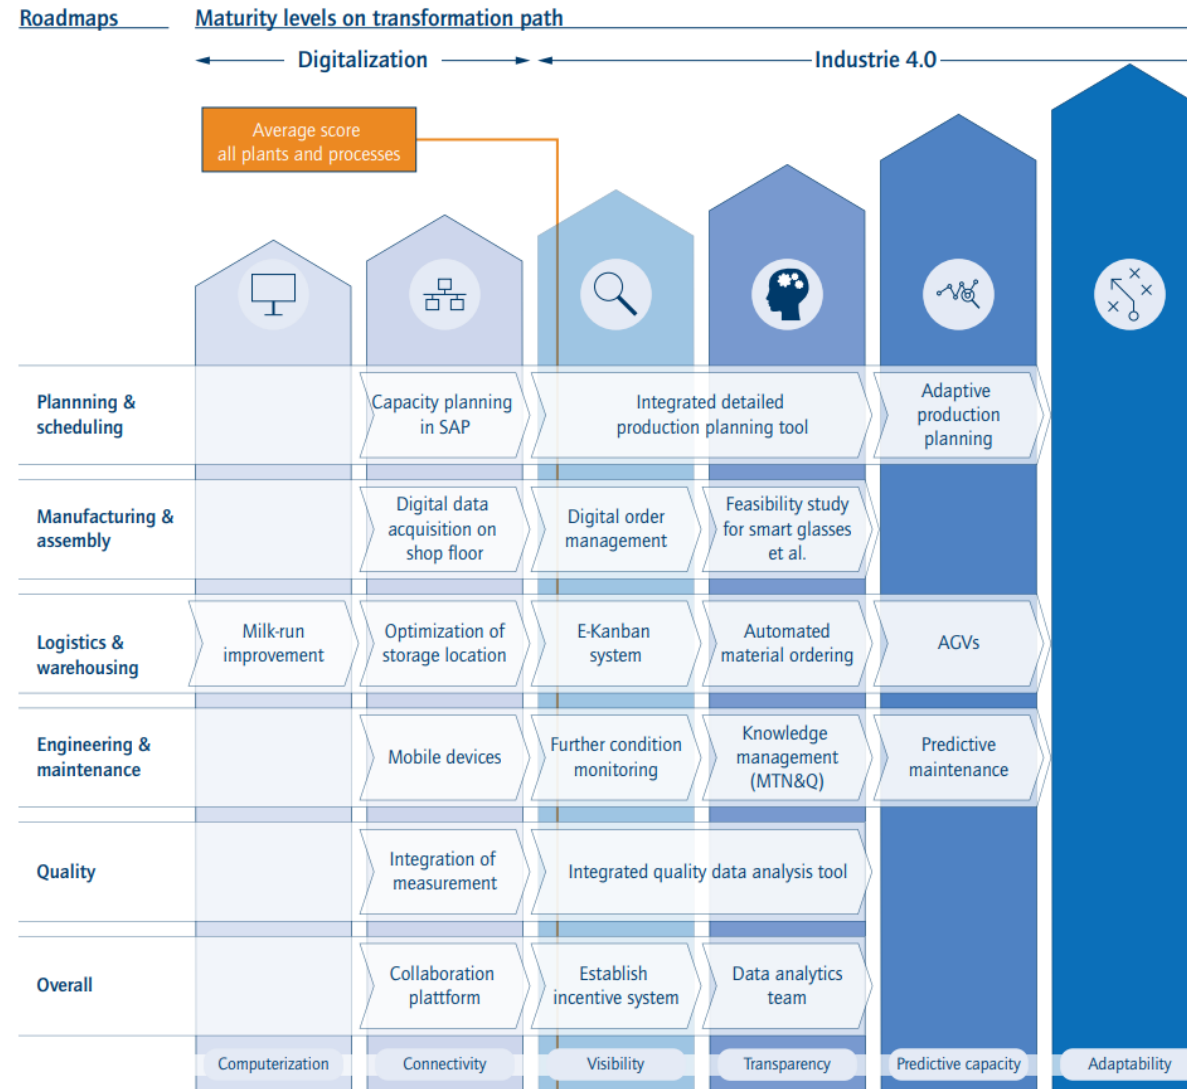 Roadmaps
Maturity levels on transformation path
Digitalization
Industrie 4.0
Average score
all plants and processes
Plannning &
scheduling
Capacity planning
in SAP
Integrated detailed
production planning tool
Adaptive
production
planning
Manufacturing &
assembly
Digital data
acquisition on
shop floor
Digital order
management
Feasibility study
for smart glasses
et al.
Logistics &
warehousing
Milk-run
improvement
Optimization of
storage location
E-Kanban
system
Automated
material ordering
AGVs
Engineering &
maintenance
Mobile devices
Further condition
monitoring
Knowledge
management
(MTN&Q)
Predictive
maintenance
Quality
Integration of
measurement
Integrated quality data analysis tool
Overall
Collaboration
plattform
Establish
incentive system
Data analytics
team
Computerization
Connectivity
Visibility
Transparency
Predictive capacity
Adaptability